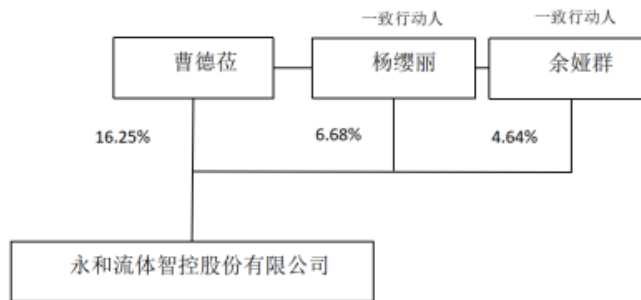 一致行动人 一致行动人
曹德莅 杨缨丽 余娅群
16.25% 6.68% 4.64%
永和流体智控股份有限公司